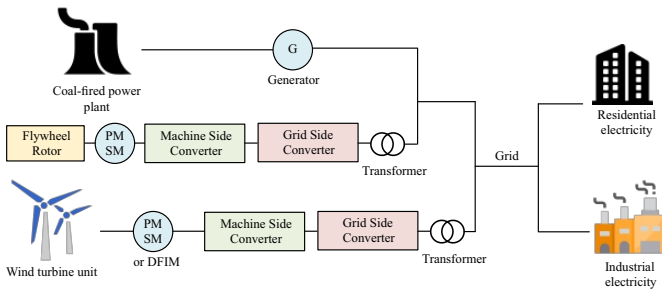 G
Generator
Coal-fired power
plant
Flywheel
Rotor
PM
SM
Machine Side
Converter
Grid Side
Converter
Transformer
Grid
Residential
electricity
Wind turbine unit
PM
SM
or DFIM
Machine Side
Converter
Grid Side
Converter
Transformer
Industrial
electricity